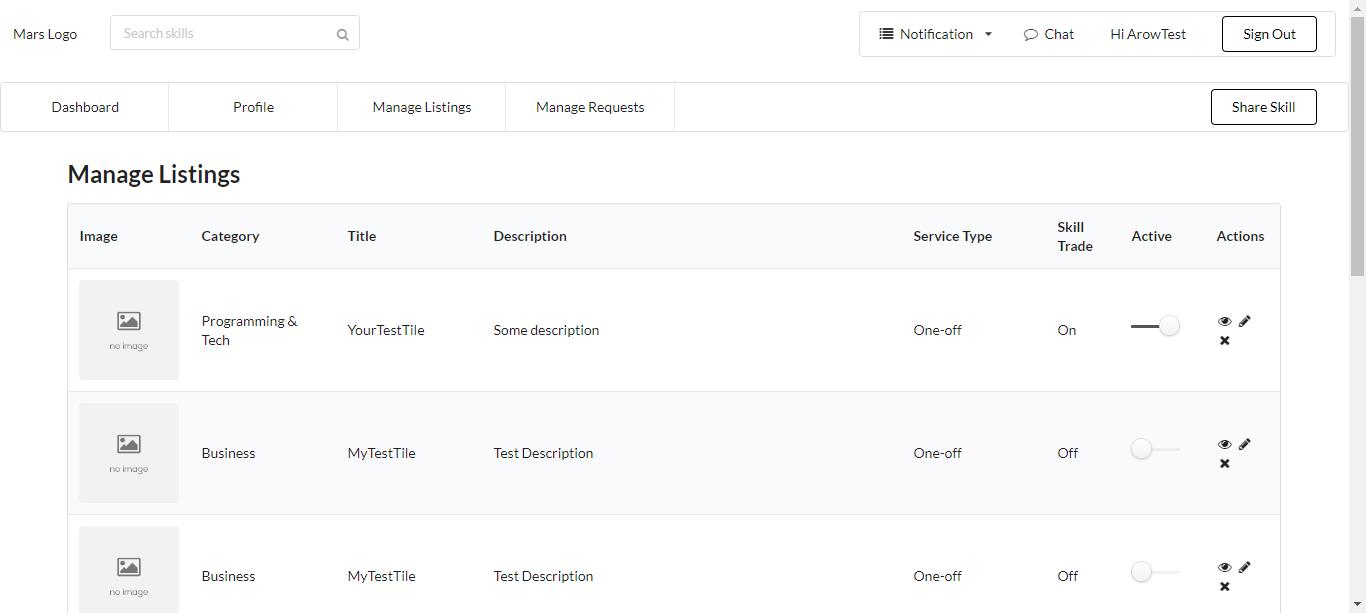 Mars Logo
Search skills
Notification
Chat
Hi ArowTest
Sign Out
Dashboard
Profile
Manage Listings
Manage Requests
Share Skill
Manage Listings
Image
Category
Title
Description
Service Type
Skill
Trade
Active
Actions
no image
Programming &
Tech
YourTestTile
Some description
One-off
On
no image
Business
MyTestTile
Test Description
One-off
Off
no image
Business
MyTestTile
Test Description
One-off
Off